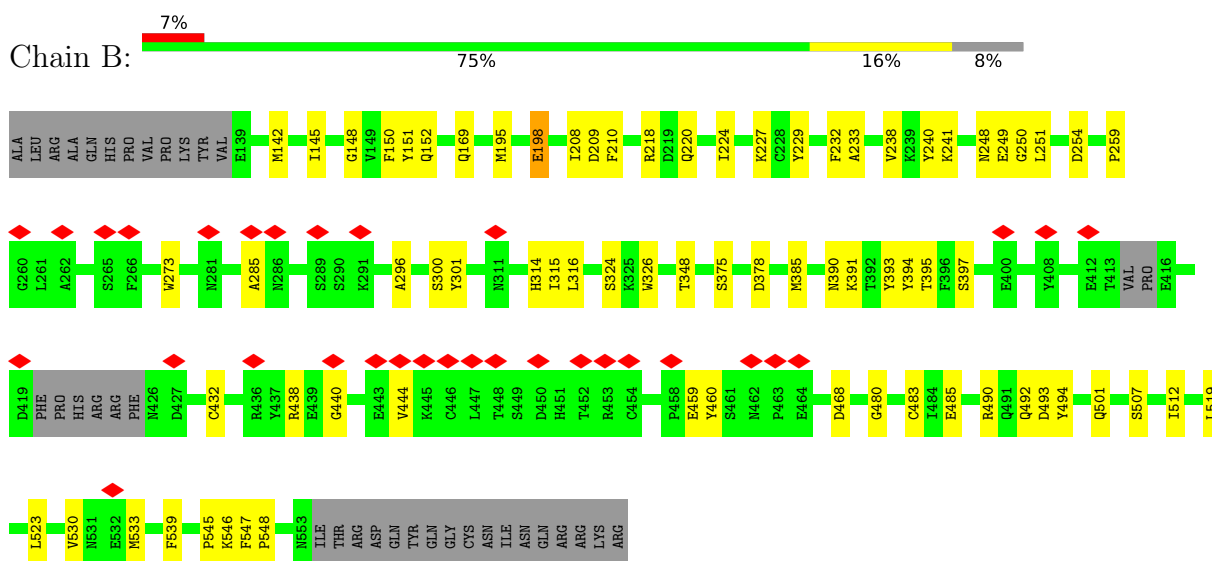 7%
Chain B:
75% 16% 8%
ALA LEU ARG ALA GLN HIS PRO VAL PRO LYS TYR VAL E139 M142 I145 G148 V149 F150 Y151 Q152 Q169 M195 E198 I208 D209 F210 R218 D219 Q220 I224 K227 C228 Y229 F232 A233 V238 K239 Y240 K241 N248 E249 G250 L251 D254 P259
G260 L261 A262 S265 F266 W273 N281 A285 N286 S289 S290 K291 A296 S300 Y301 N311 H314 I315 L316 S324 K325 W326 T348 S375 D378 M385 N390 K391 T392 Y393 Y394 T395 F396 S397 E400 Y408 E412 T413 VAL PRO E416
D419 PHE PRO HIS ARG ARG PHE N426 D427 C432 R436 Y437 R438 E439 G440 E443 V444 K445 C446 L447 T448 S449 D450 H451 T452 R453 C454 P458 E459 Y460 S461 N462 P463 E464 D468 G480 C483 I484 E485 R490 Q491 Q492 D493 Y494 Q501 S507 I512 L519
L523 V530 N531 E532 M533 F539 P545 K546 F547 P548 N553 ILE THR ARG ASP GLN TYR GLN GLY CYS ASN ILE ASN GLN ARG ARG LYS ARG